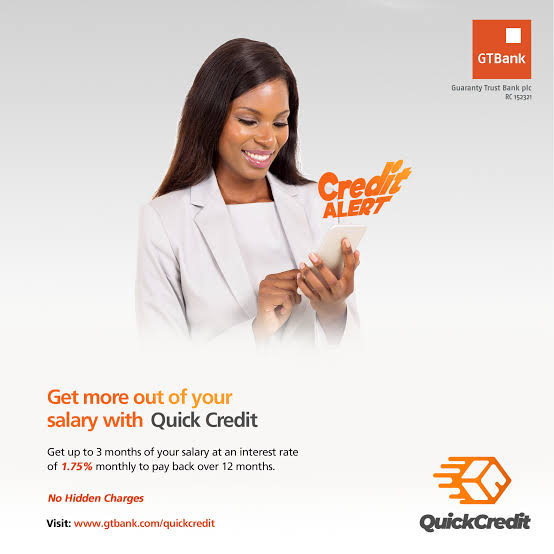 GTBank
Guaranty Trust Bank plc
RC 152321
Credit
ALERT
Get more out of your
salary with Quick Credit
Get up to 3 months of your salary at an interest rate
of 1.75% monthly to pay back over 12 months.
No Hidden Charges
Visit: www.gtbank.com/quickcredit
QuickCredit